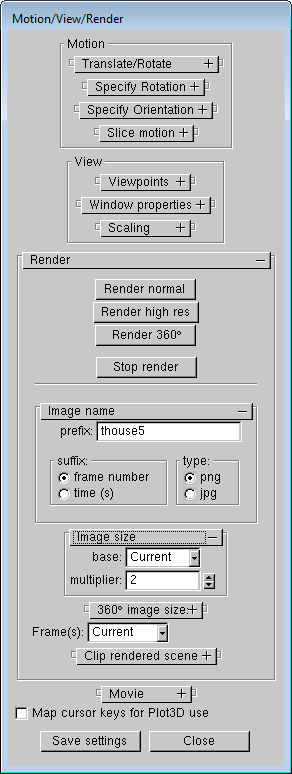 Motion/View/Render
Motion
Translate/Rotate +
Specify Rotation +
Specify Orientation +
Slice motion +
View
Viewpoints +
Window properties +
Scaling +
Render −
Render normal
Render high res
Render 360º
Stop render
Image name −
prefix: thouse5
suffix: type:
frame number png
time (s) jpg
Image size −
base: Current
multiplier: 2
360º image size +
Frame(s): Current
Clip rendered scene +
Movie +
Map cursor keys for Plot3D use
Save settings Close